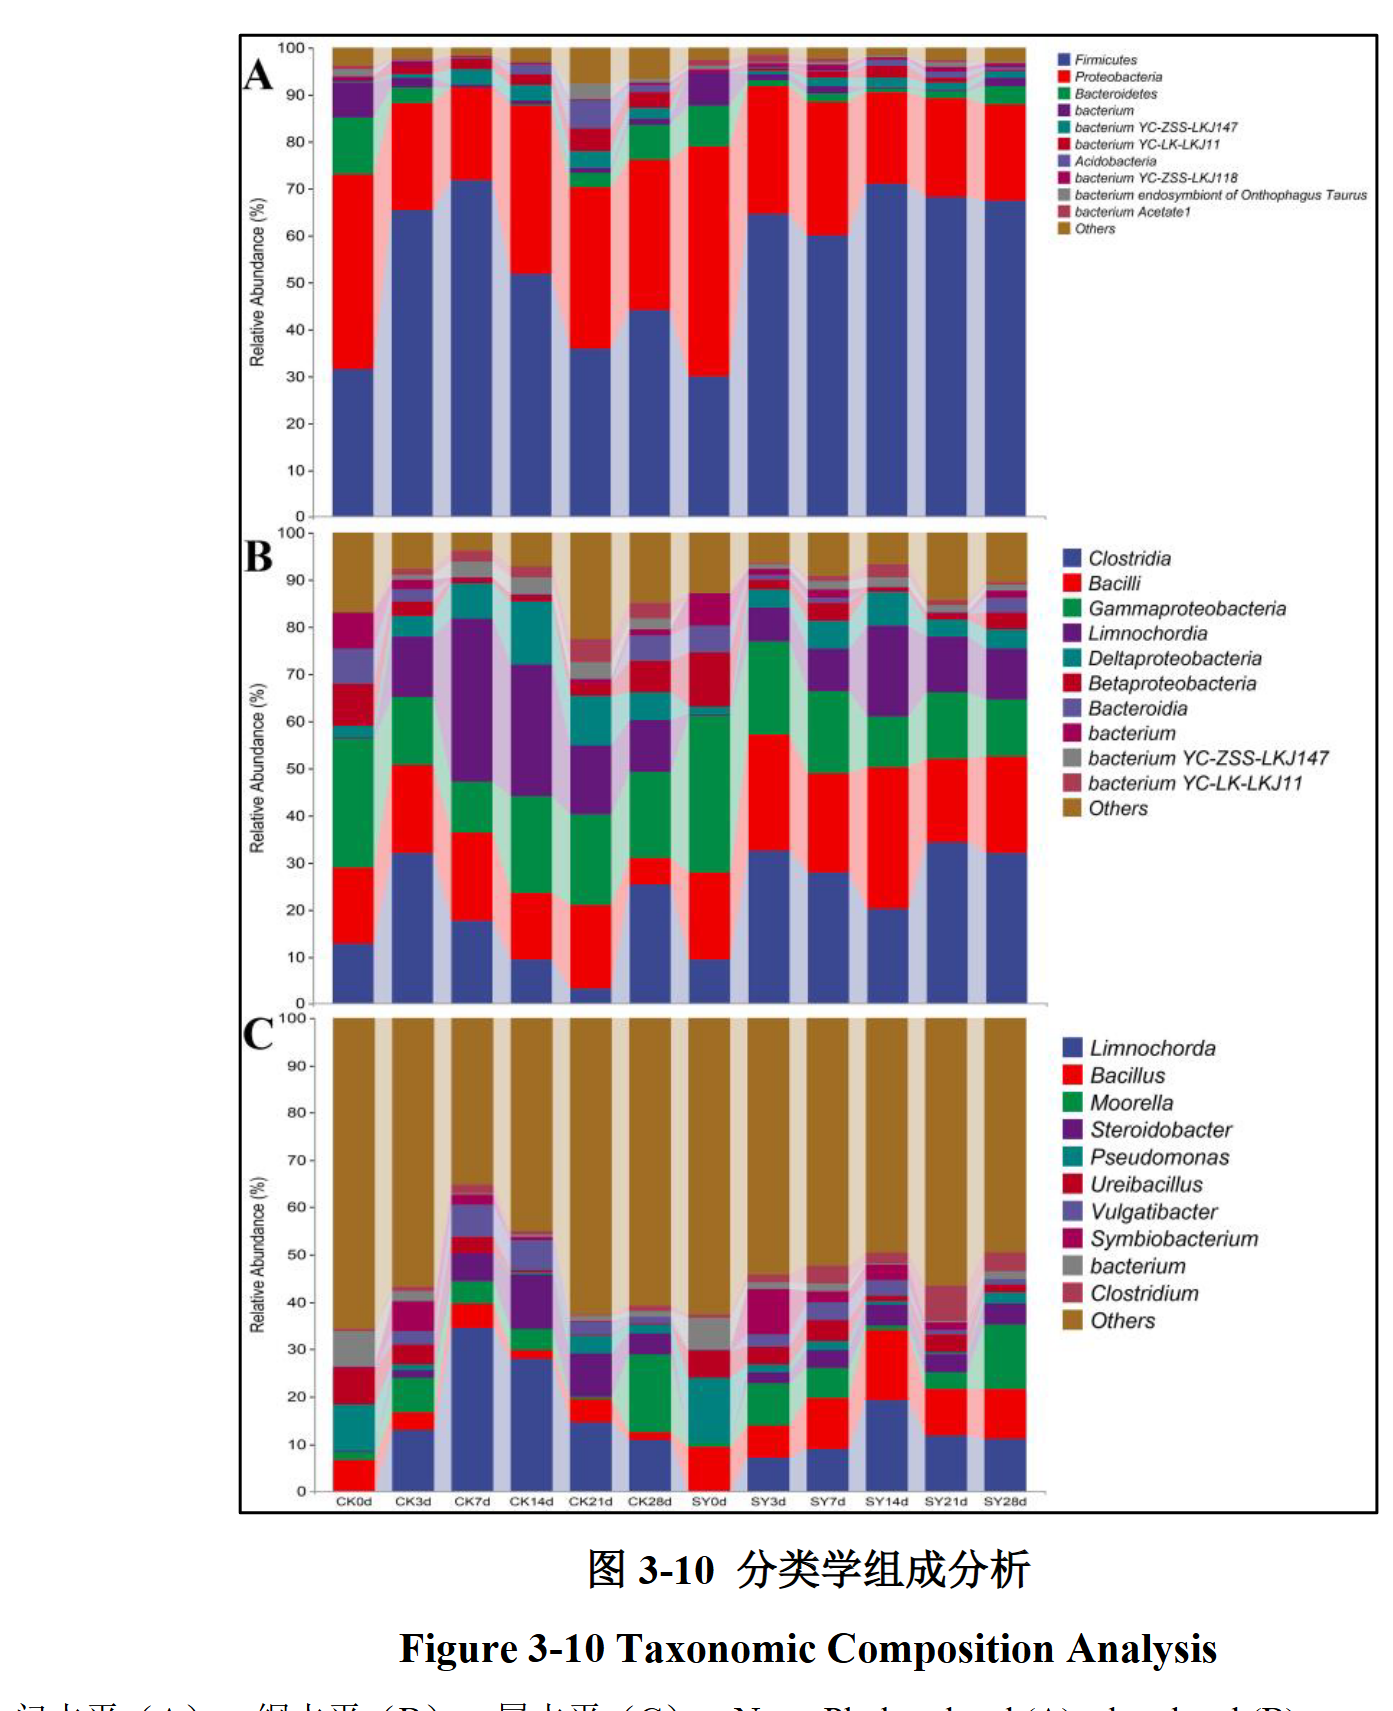 A
100
90
80
70
60
50
40
30
20
10
0
Relative Abundance (%)
Firmicutes
Proteobacteria
Bacteroidetes
bacterium
bacterium YC-ZSS-LKJ147
bacterium YC-LK-LKJ11
Acidobacteria
bacterium YC-ZSS-LKJ118
bacterium endosymbiont of Onthophagus Taurus
bacterium Acetate1
Others
B
100
90
80
70
60
50
40
30
20
10
0
Relative Abundance (%)
Clostridia
Bacilli
Gammaproteobacteria
Limnochordia
Deltaproteobacteria
Betaproteobacteria
Bacteroidia
bacterium
bacterium YC-ZSS-LKJ147
bacterium YC-LK-LKJ11
Others
C
100
90
80
70
60
50
40
30
20
10
0
Relative Abundance (%)
Limnochorda
Bacillus
Moorella
Steroidobacter
Pseudomonas
Ureibacillus
Vulgatibacter
Symbiobacterium
bacterium
Clostridium
Others
CK0d CK3d CK7d CK14d CK21d CK28d SY0d SY3d SY7d SY14d SY21d SY28d
图 3-10 分类学组成分析
Figure 3-10 Taxonomic Composition Analysis